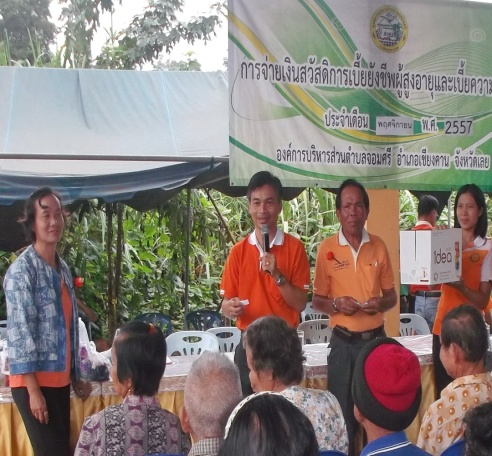 การจ่ายเงินสวัสดิการเบี้ยยังชีพผู้สูงอายุและเบี้ยความ
ประจำเดือน พฤศจิกายน พ.ศ. 2557
องค์การบริหารส่วนตำบลจอมศรี อำเภอเชียงคาน จังหวัดเลย
idea